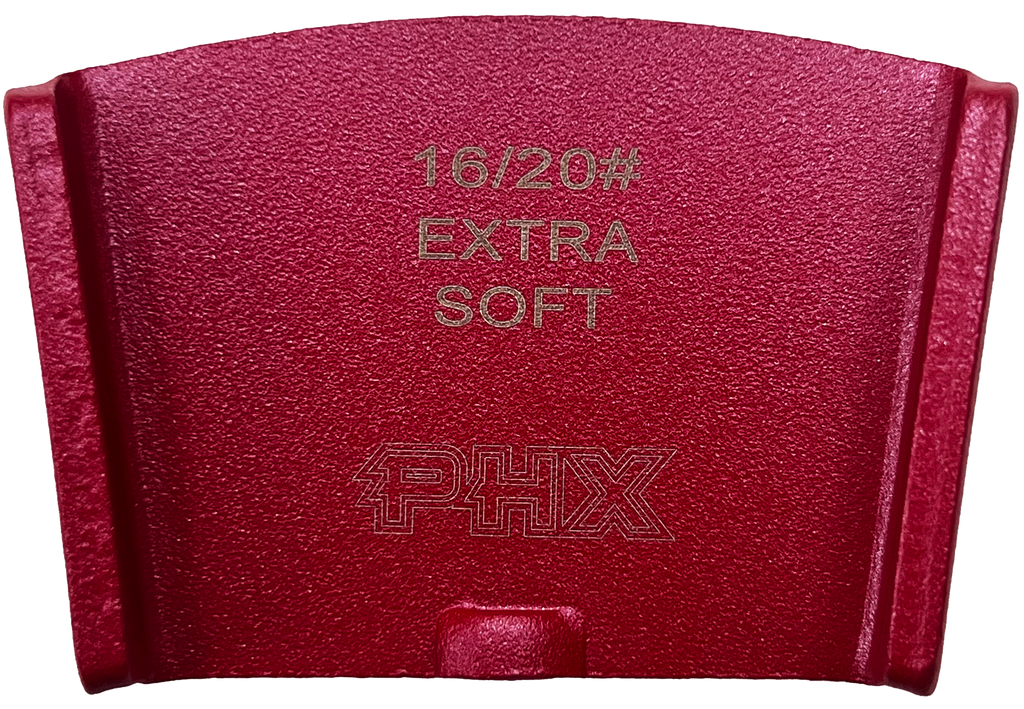 16/20#
EXTRA
SOFT
PHX